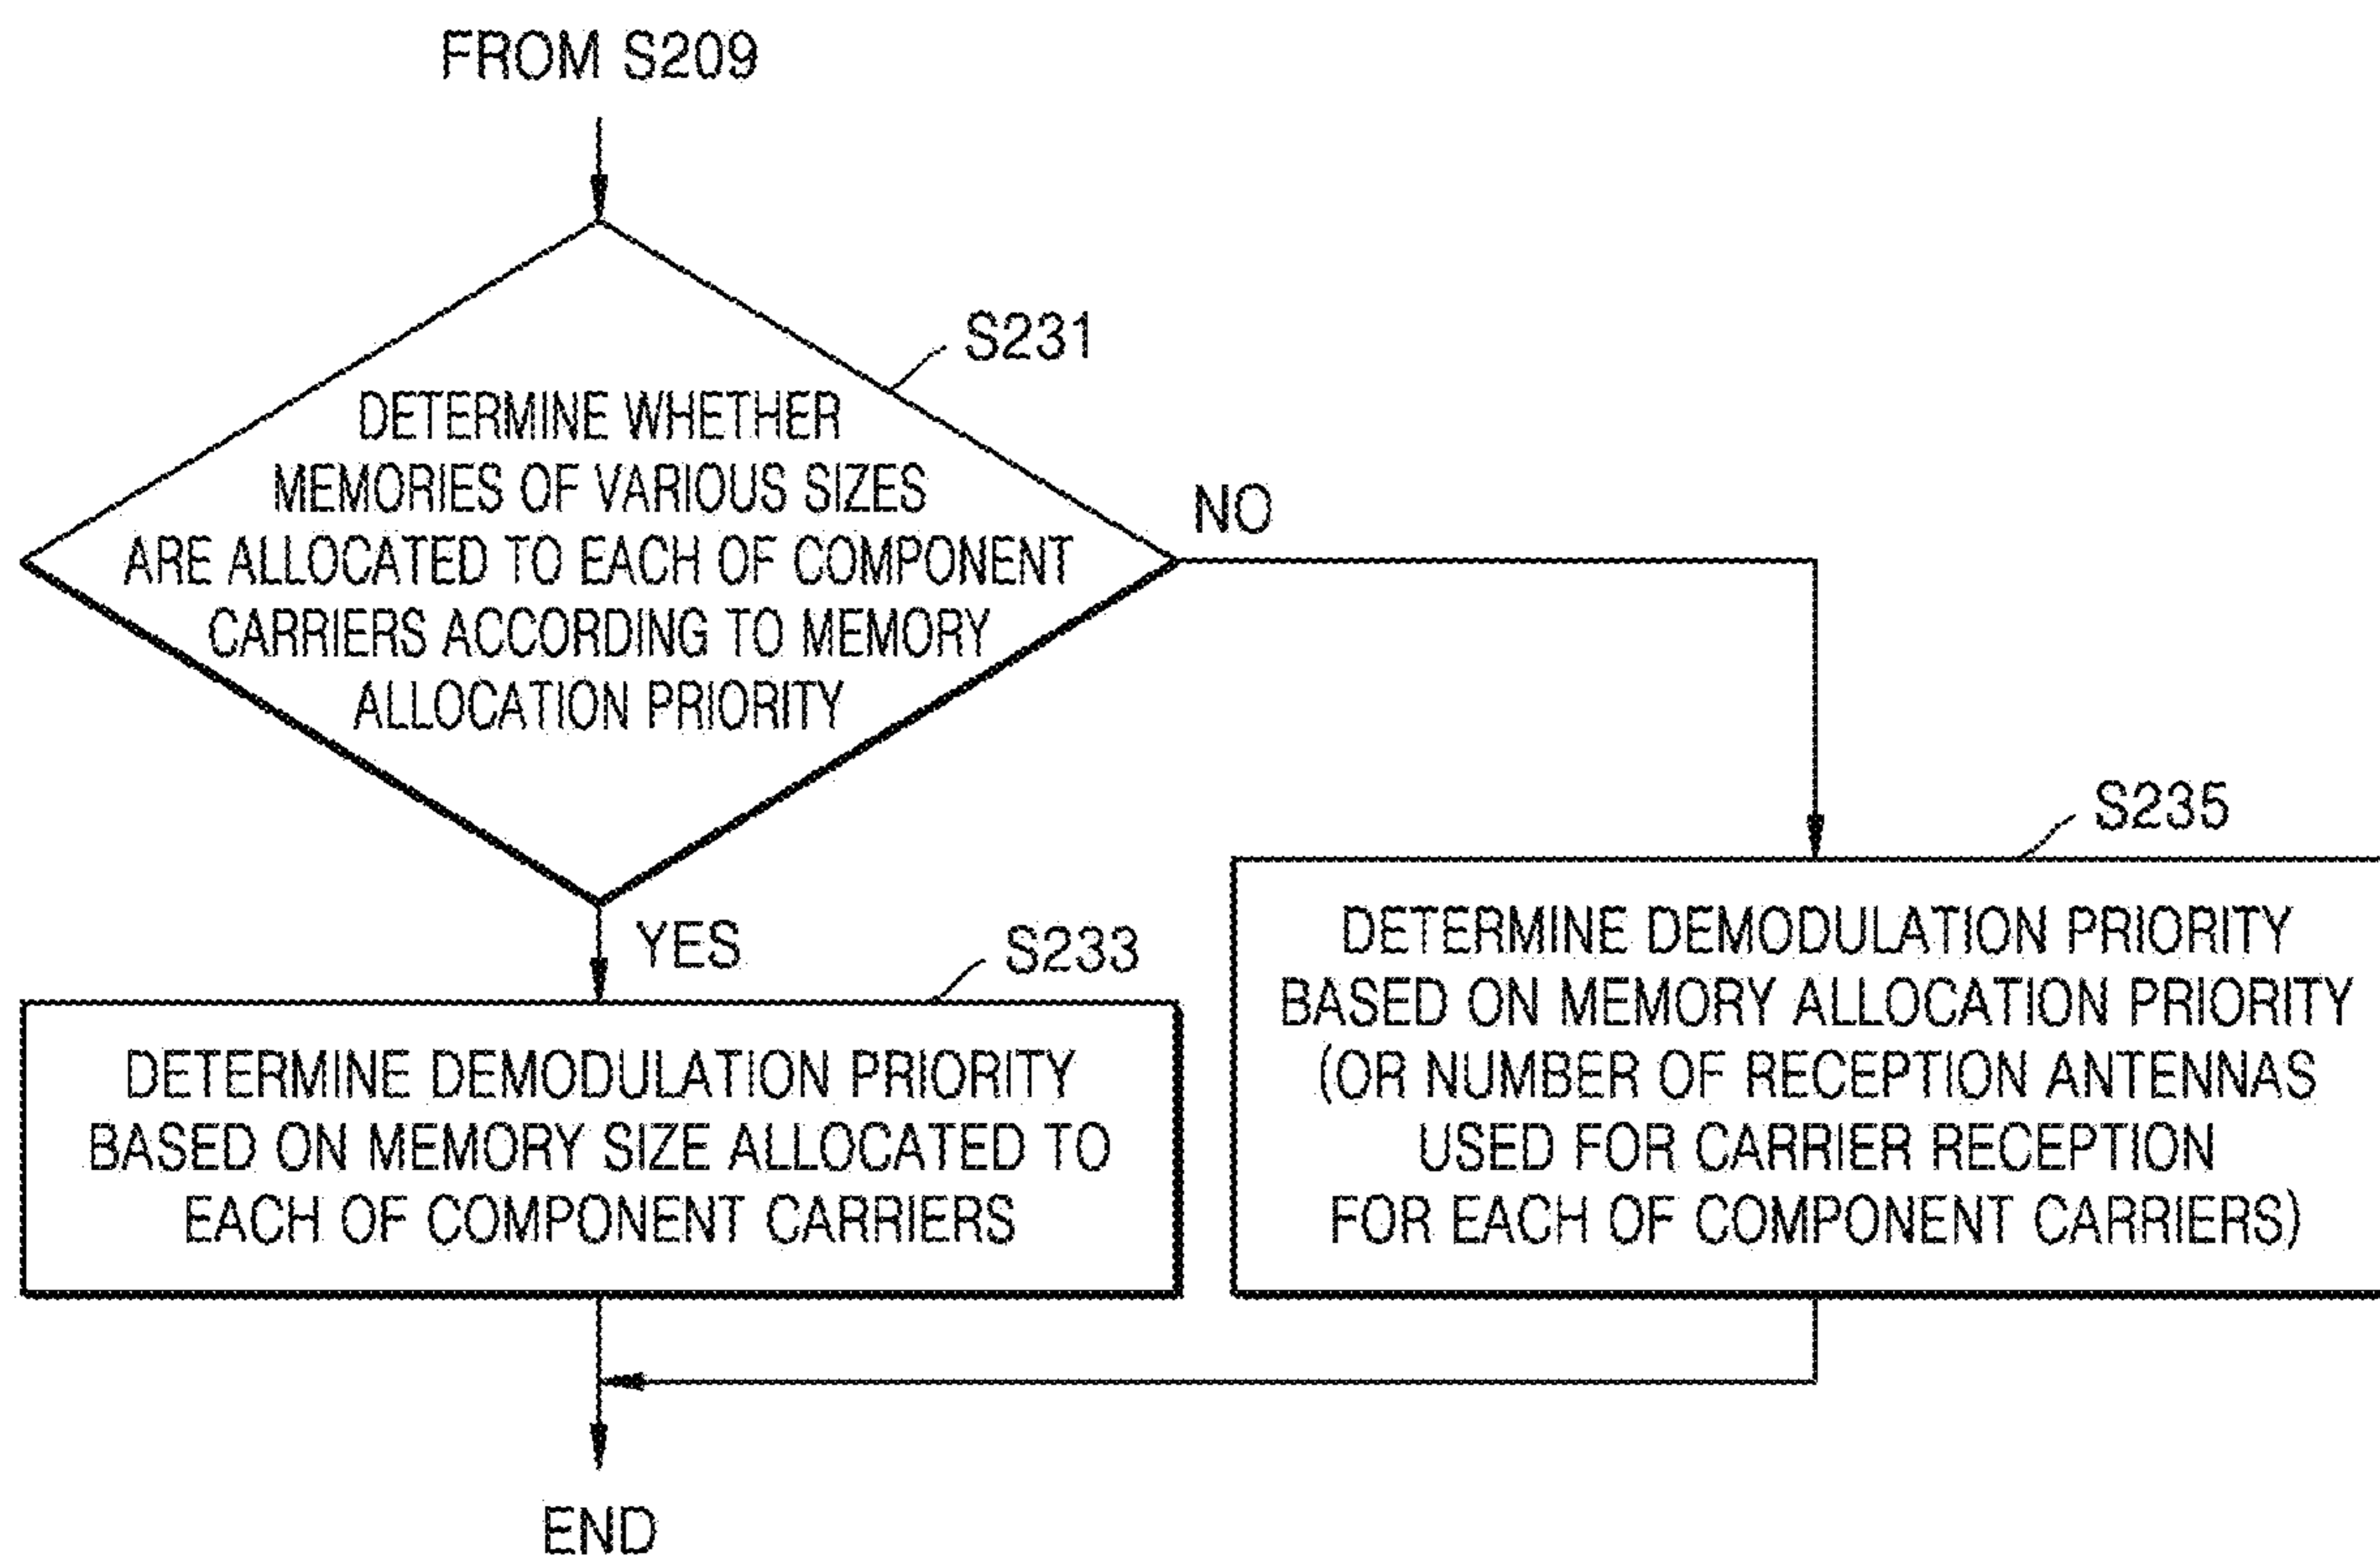 FROM S209
S231
DETERMINE WHETHER
MEMORIES OF VARIOUS SIZES
ARE ALLOCATED TO EACH OF COMPONENT
CARRIERS ACCORDING TO MEMORY
ALLOCATION PRIORITY
NO
YES
S233
DETERMINE DEMODULATION PRIORITY
BASED ON MEMORY SIZE ALLOCATED TO
EACH OF COMPONENT CARRIERS
S235
DETERMINE DEMODULATION PRIORITY
BASED ON MEMORY ALLOCATION PRIORITY
(OR NUMBER OF RECEPTION ANTENNAS
USED FOR CARRIER RECEPTION
FOR EACH OF COMPONENT CARRIERS)
END